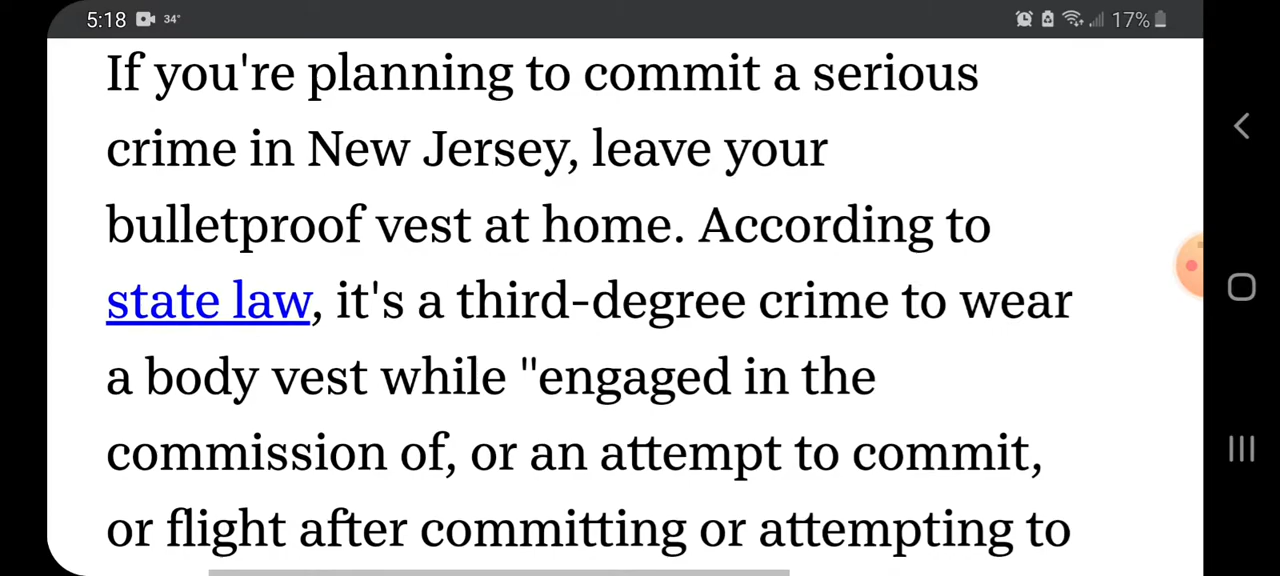 5:18 34°
17%
If you're planning to commit a serious
crime in New Jersey, leave your
bulletproof vest at home. According to
state law, it's a third-degree crime to wear
a body vest while "engaged in the
commission of, or an attempt to commit,
or flight after committing or attempting to